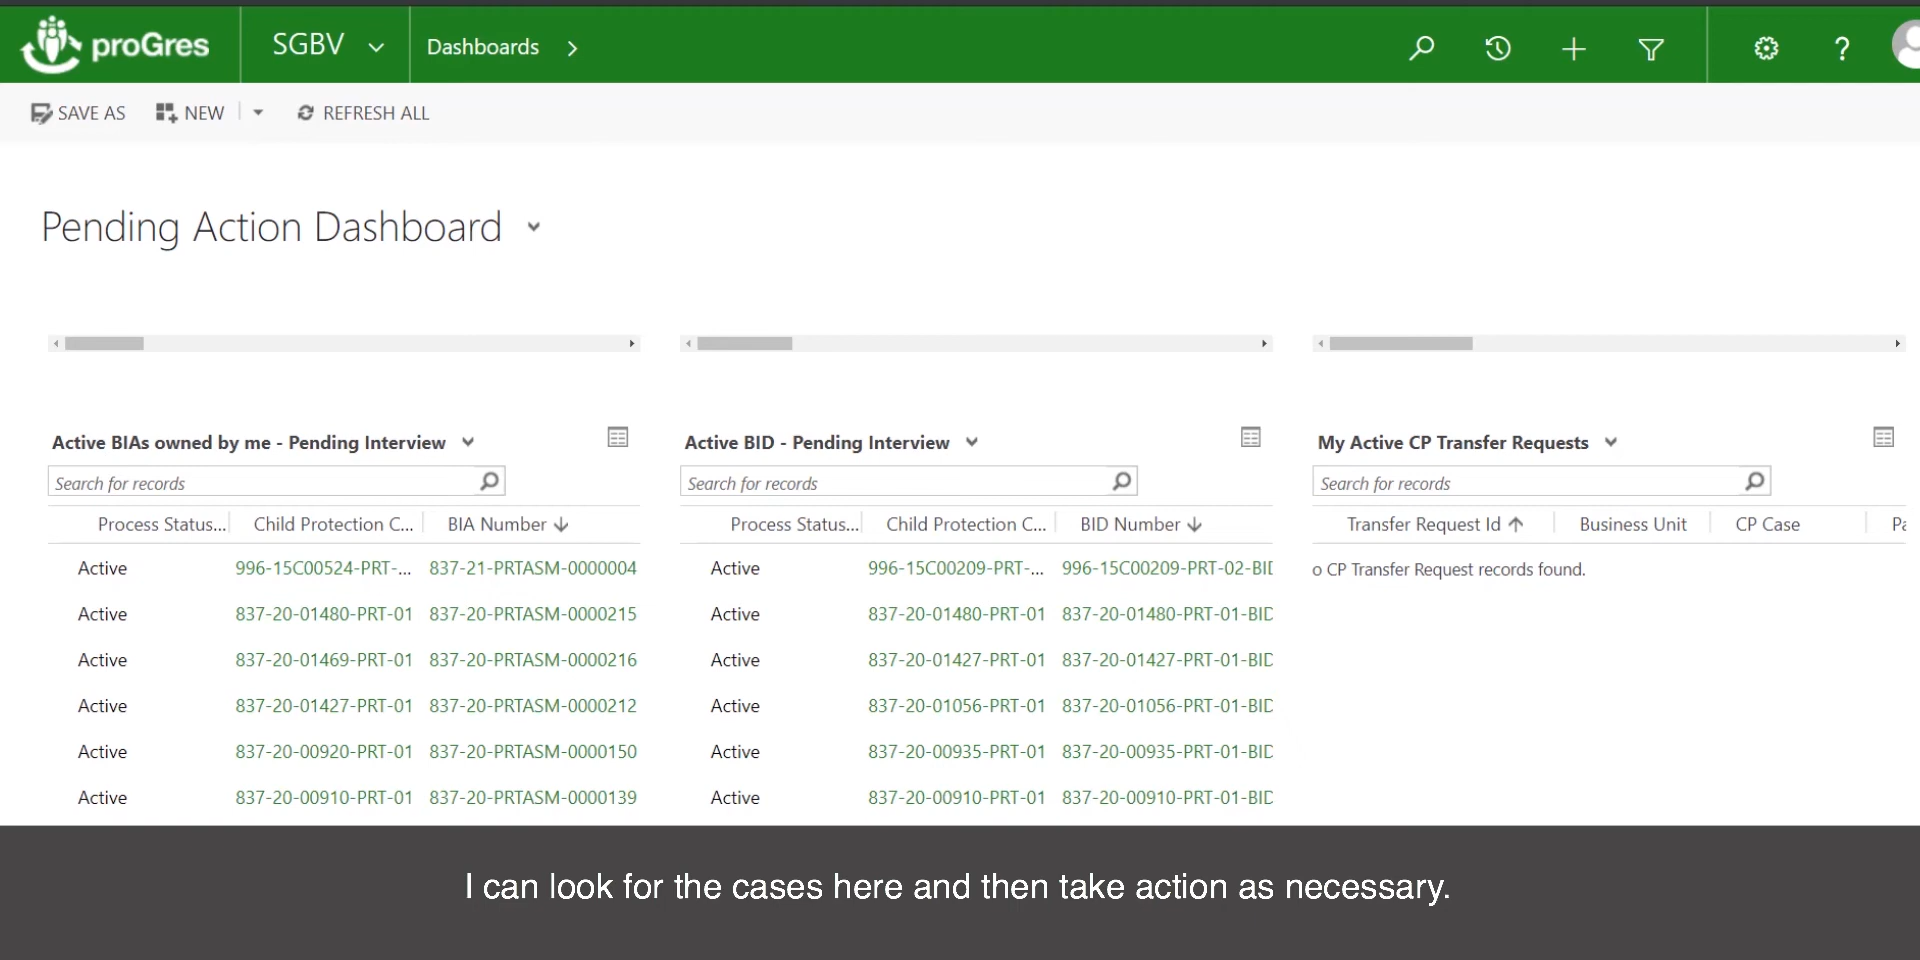 proGres SGBV Dashboards
SAVE AS NEW REFRESH ALL
Pending Action Dashboard
Active BIAs owned by me - Pending Interview
Search for records
Process Status... Child Protection C... BIA Number
Active 996-15C00524-PRT-... 837-21-PRTASM-0000004
Active 837-20-01480-PRT-01 837-20-PRTASM-0000215
Active 837-20-01469-PRT-01 837-20-PRTASM-0000216
Active 837-20-01427-PRT-01 837-20-PRTASM-0000212
Active 837-20-00920-PRT-01 837-20-PRTASM-0000150
Active 837-20-00910-PRT-01 837-20-PRTASM-0000139
Active BID - Pending Interview
Search for records
Process Status... Child Protection C... BID Number
Active 996-15C00209-PRT-... 996-15C00209-PRT-02-BID
Active 837-20-01480-PRT-01 837-20-01480-PRT-01-BID
Active 837-20-01427-PRT-01 837-20-01427-PRT-01-BID
Active 837-20-01056-PRT-01 837-20-01056-PRT-01-BID
Active 837-20-00935-PRT-01 837-20-00935-PRT-01-BID
Active 837-20-00910-PRT-01 837-20-00910-PRT-01-BID
My Active CP Transfer Requests
Search for records
Transfer Request Id Business Unit CP Case Pa
o CP Transfer Request records found.
I can look for the cases here and then take action as necessary.